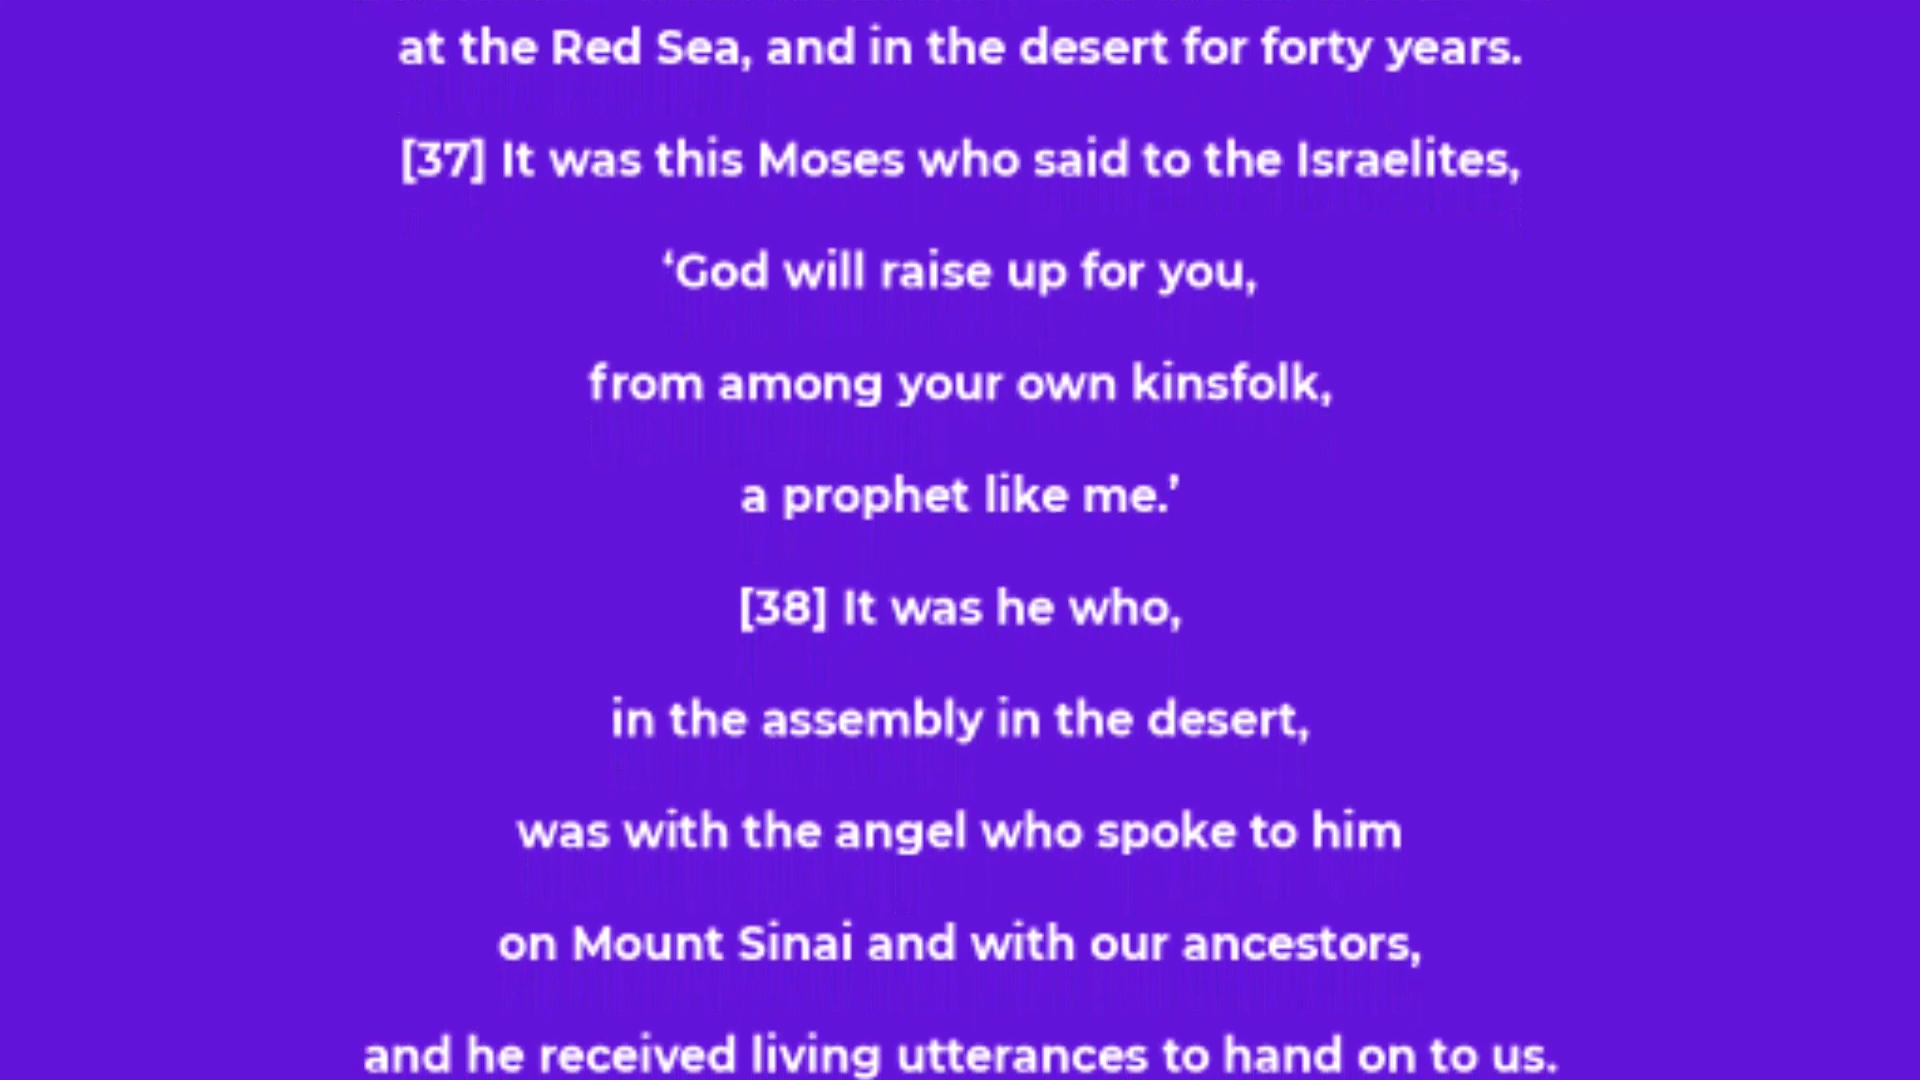 at the Red Sea, and in the desert for forty years.
[37] It was this Moses who said to the Israelites,
‘God will raise up for you,
from among your own kinsfolk,
a prophet like me.’
[38] It was he who,
in the assembly in the desert,
was with the angel who spoke to him
on Mount Sinai and with our ancestors,
and he received living utterances to hand on to us.